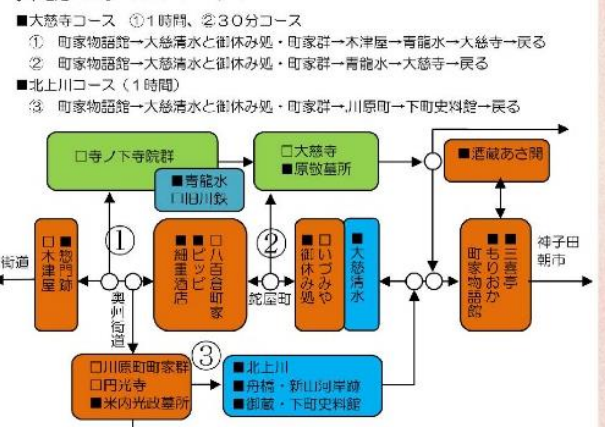 ■大慈寺コース ①1時間、②30分コース
① 町家物語館→大慈清水と御休み処・町家群→木津屋→青龍水→大慈寺→戻る
② 町家物語館→大慈清水と御休み処・町家群→青龍水→大慈寺→戻る
■北上川コース（1時間）
③ 町家物語館→大慈清水と御休み処・町家群→川原町→下町史料館→戻る
□寺ノ下寺院群
□大慈寺
■原敬墓所
■酒蔵あさ開
■青龍水
□旧川鉄
街道
■惣門跡
□木津屋
①
奥州街道
□八百倉町家
■ピッピ
■細重酒店
②
鉈屋町
□いづみや
■御休み処
■大慈清水
■三喜亭
■もりおか
町家物語館
神子田
朝市
□川原町町家群
□円光寺
■米内光政墓所
③
■北上川
■舟橋・新山河岸跡
■御蔵・下町史料館